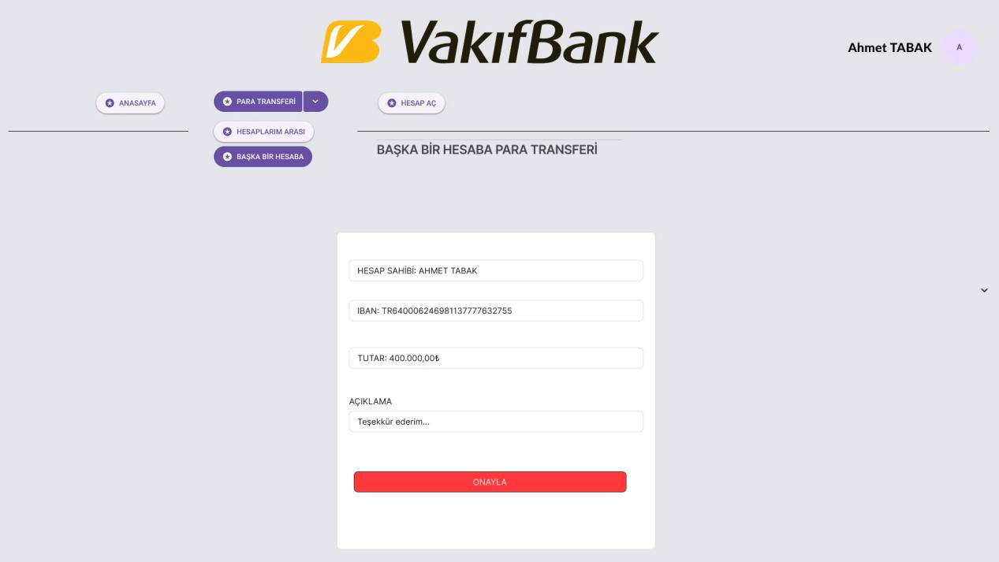 VakıfBank
Ahmet TABAK A
ANASAYFA
PARA TRANSFERİ
HESAP AÇ
HESAPLARIM ARASI
BAŞKA BİR HESABA
BAŞKA BİR HESABA PARA TRANSFERİ
HESAP SAHİBİ: AHMET TABAK
IBAN: TR640006246981137777632755
TUTAR: 400.000,00₺
AÇIKLAMA
Teşekkür ederim...
ONAYLA